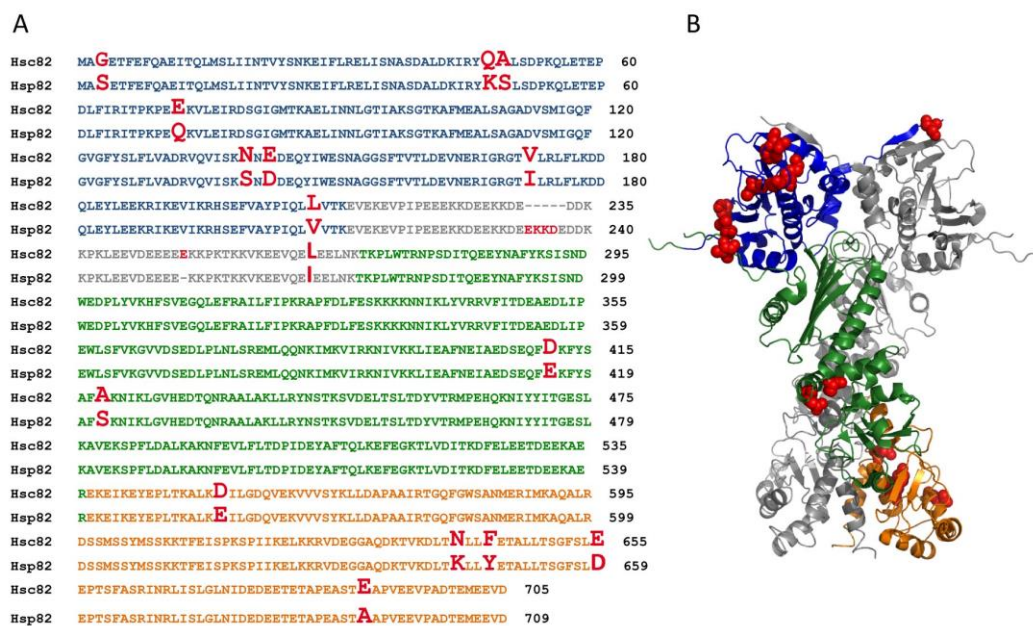 A
B
Hsc82 MAGETFEFQAEITQLMSLIINTVYSNKEIFLRELISNASDALDKIRYQALSDPKQLETEP 60
Hsp82 MASETFEFQAEITQLMSLIINTVYSNKEIFLRELISNASDALDKIRYKSLSDPKQLETEP 60
Hsc82 DLFIRITPKPEEKVLEIRDSGIGMTKAELINNLGTIAKSGTKAFMEALSAGADVSMIGQF 120
Hsp82 DLFIRITPKPEQKVLEIRDSGIGMTKAELINNLGTIAKSGTKAFMEALSAGADVSMIGQF 120
Hsc82 GVGFYSLFLVADRVQVISKNNEDEQYIWESNAGGSFTVTLDEVNERIGRGTVLRLFLKDD 180
Hsp82 GVGFYSLFLVADRVQVISKSNDDEQYIWESNAGGSFTVTLDEVNERIGRGTILRLFLKDD 180
Hsc82 QLEYLEEKRIKEVIKRHSEFVAYPIQLLVTKEVEKEVPIPEEEKKDEEKKDE-----DDK 235
Hsp82 QLEYLEEKRIKEVIKRHSEFVAYPIQLVVTKEVEKEVPIPEEEKKDEEKKDEEKKDEDDK 240
Hsc82 KPKLEEVDEEEEEKKPKTKKVKEEVQELEELNKTKPLWTRNPSDITQEEYNAFYKSISND 295
Hsp82 KPKLEEVDEEEE-KKPKTKKVKEEVQEIEELNKTKPLWTRNPSDITQEEYNAFYKSISND 299
Hsc82 WEDPLYVKHFSVEGQLEFRAILFIPKRAPFDLFESKKKKNNIKLYVRRVFITDEAEDLIP 355
Hsp82 WEDPLYVKHFSVEGQLEFRAILFIPKRAPFDLFESKKKKNNIKLYVRRVFITDEAEDLIP 359
Hsc82 EWLSFVKGVVDSEDLPLNLSREMLQQNKIMKVIRKNIVKKLIEAFNEIAEDSEQFDKFYS 415
Hsp82 EWLSFVKGVVDSEDLPLNLSREMLQQNKIMKVIRKNIVKKLIEAFNEIAEDSEQFEKFYS 419
Hsc82 AFAKNIKLGVHEDTQNRAALAKLLRYNSTKSVDELTSLTDYVTRMPEHQKNIYYITGESL 475
Hsp82 AFSKNIKLGVHEDTQNRAALAKLLRYNSTKSVDELTSLTDYVTRMPEHQKNIYYITGESL 479
Hsc82 KAVEKSPFLDALKAKNFEVLFLTDPIDEYAFTQLKEFEGKTLVDITKDFELEETDEEKAE 535
Hsp82 KAVEKSPFLDALKAKNFEVLFLTDPIDEYAFTQLKEFEGKTLVDITKDFELEETDEEKAE 539
Hsc82 REKEIKEYEPLTKALKDILGDQVEKVVVSYKLLDAPAAIRTGQFGWSANMERIMKAQALR 595
Hsp82 REKEIKEYEPLTKALKEILGDQVEKVVVSYKLLDAPAAIRTGQFGWSANMERIMKAQALR 599
Hsc82 DSSMSSYMSSKKTFEISPKSPIIKELKKRVDEGGAQDKTVKDLTNLLFETALLTSGFSLE 655
Hsp82 DSSMSSYMSSKKTFEISPKSPIIKELKKRVDEGGAQDKTVKDLTKLLYETALLTSGFSLD 659
Hsc82 EPTSFASRINRLISLGLNIDEDEETETAPEASTEAPVEEVPADTEMEEVD 705
Hsp82 EPTSFASRINRLISLGLNIDEDEETETAPEASTAAPVEEVPADTEMEEVD 709